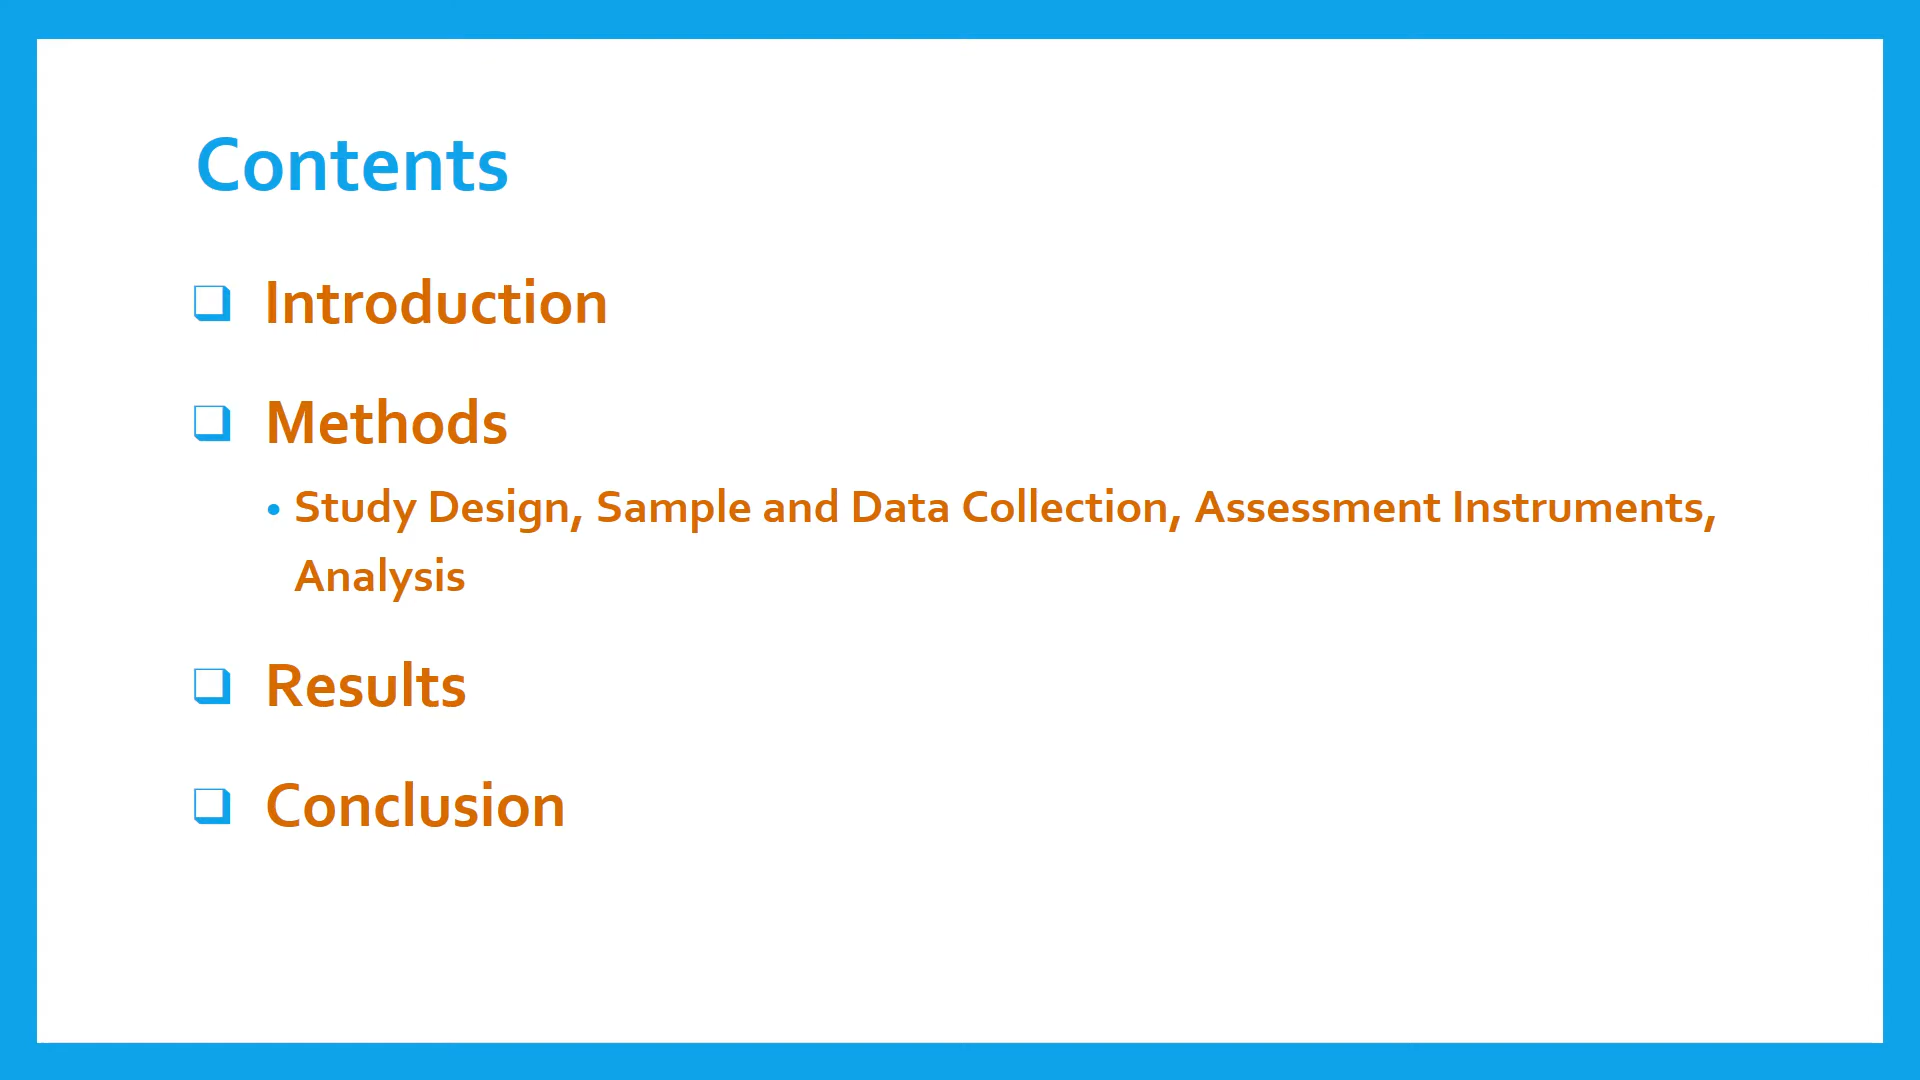 Contents
Introduction
Methods
Study Design, Sample and Data Collection, Assessment Instruments,
Analysis
Results
Conclusion